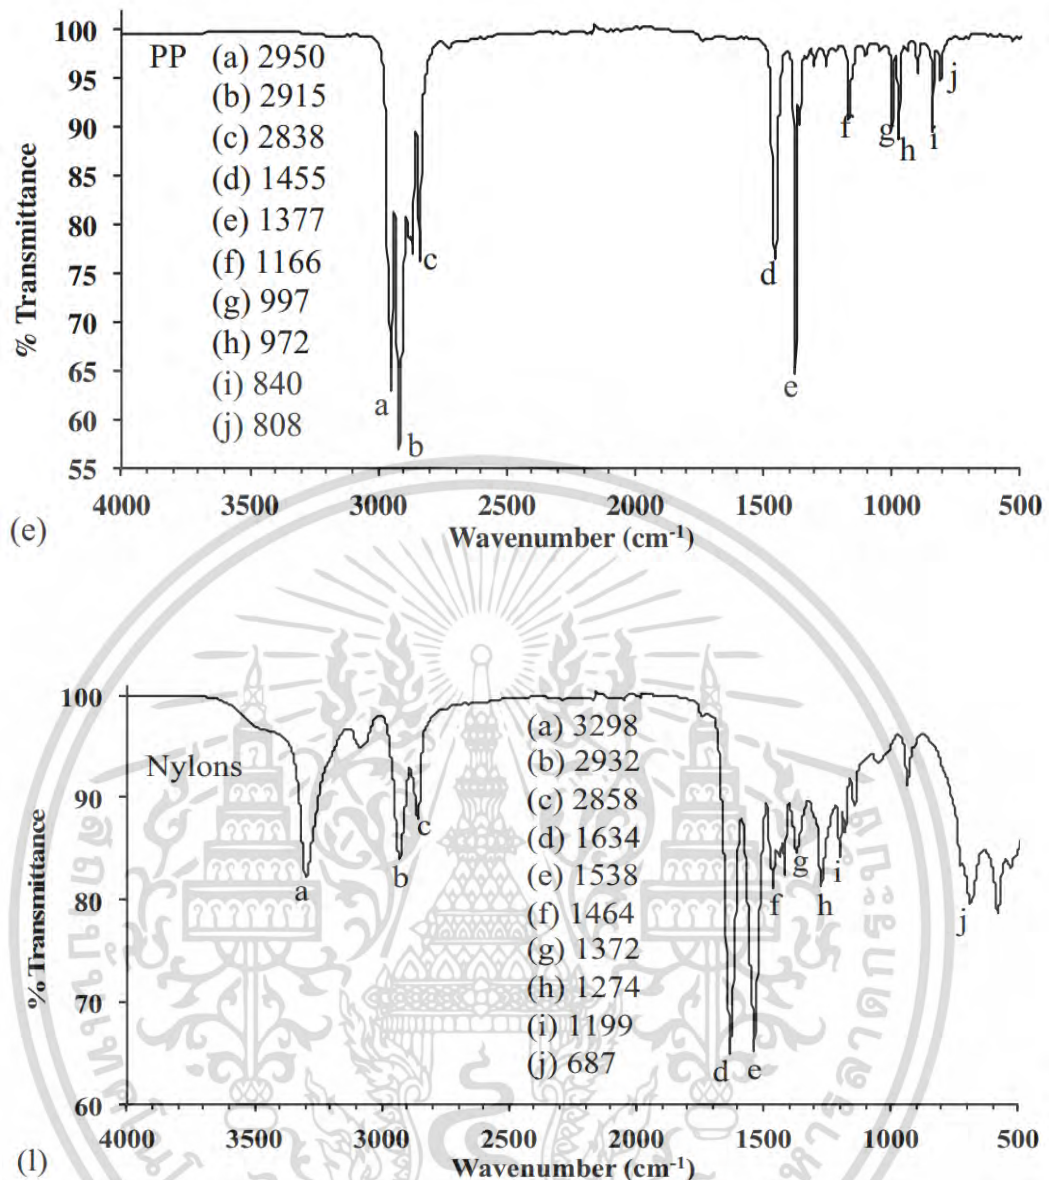 100
95
90
85
80
75
70
65
60
55
% Transmittance
PP (a) 2950
(b) 2915
(c) 2838
(d) 1455
(e) 1377
(f) 1166
(g) 997
(h) 972
(i) 840
(j) 808
a
b
c
d
e
f
g
h
i
j
4000 3500 3000 2500 2000 1500 1000 500
Wavenumber (cm-1)
(e)
100
90
80
70
60
% Transmittance
Nylons
(a) 3298
(b) 2932
(c) 2858
(d) 1634
(e) 1538
(f) 1464
(g) 1372
(h) 1274
(i) 1199
(j) 687
a
b
c
d
e
f
g
h
i
j
4000 3500 3000 2500 2000 1500 1000 500
Wavenumber (cm-1)
(l)